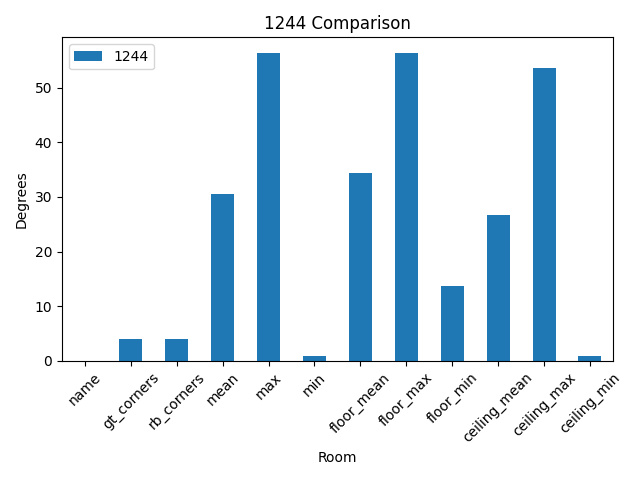 1244 Comparison
1244
Degrees
50
40
30
20
10
0
name
gt_corners
rb_corners
mean
max
min
floor_mean
floor_max
floor_min
ceiling_mean
ceiling_max
ceiling_min
Room